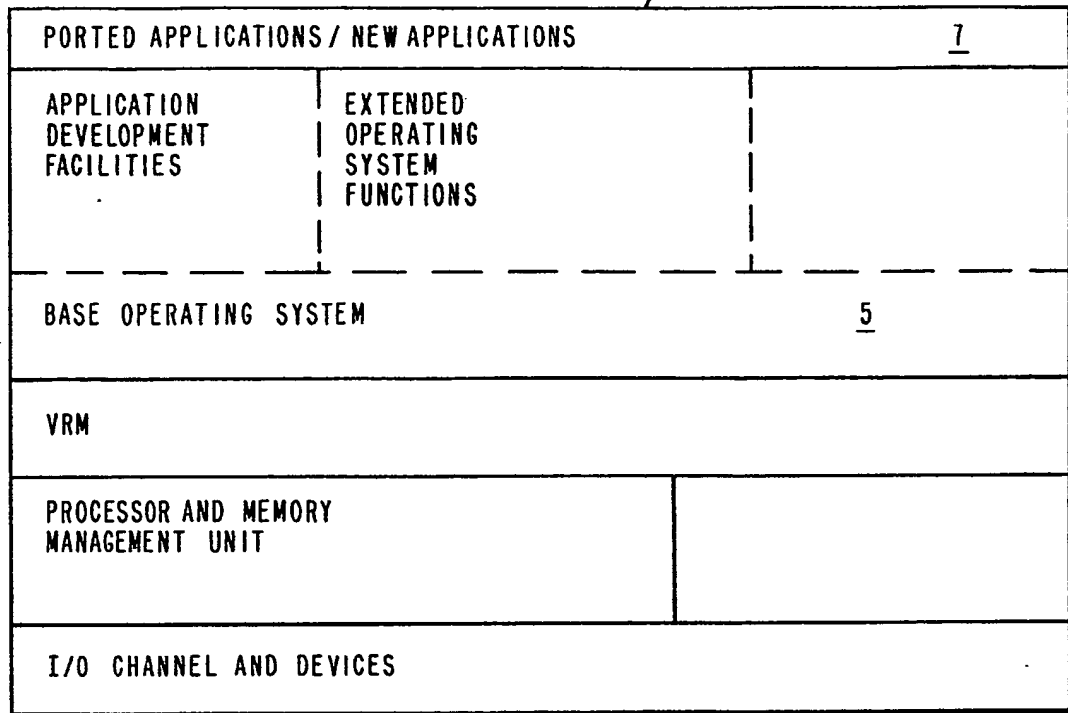 PORTED APPLICATIONS / NEW APPLICATIONS 7
APPLICATION
DEVELOPMENT
FACILITIES
EXTENDED
OPERATING
SYSTEM
FUNCTIONS
BASE OPERATING SYSTEM 5
VRM
PROCESSOR AND MEMORY
MANAGEMENT UNIT
I/O CHANNEL AND DEVICES